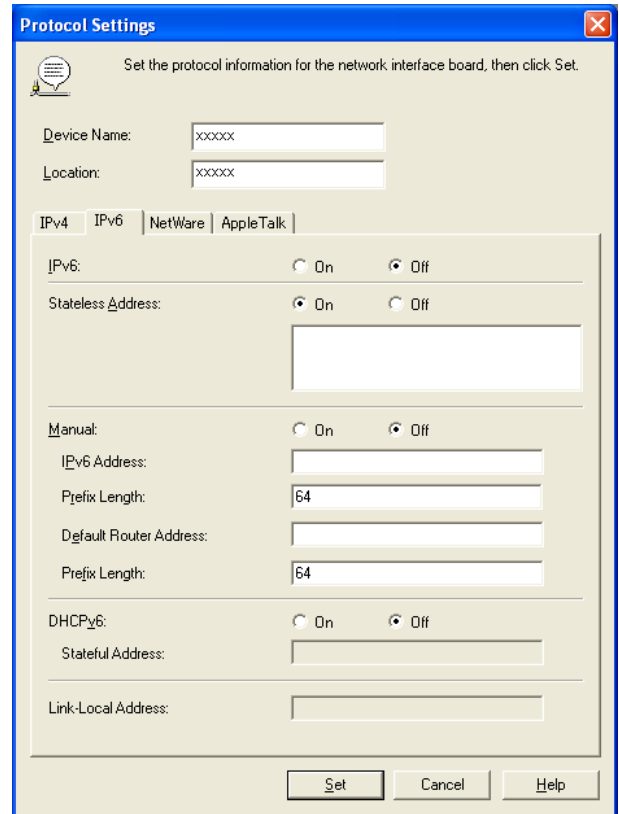 Protocol Settings
Set the protocol information for the network interface board, then click Set.
Device Name: xxxxx
Location: xxxxx
IPv4 IPv6 NetWare AppleTalk
IPv6: On Off
Stateless Address: On Off
Manual: On Off
IPv6 Address:
Prefix Length: 64
Default Router Address:
Prefix Length: 64
DHCPv6: On Off
Stateful Address:
Link-Local Address:
Set Cancel Help